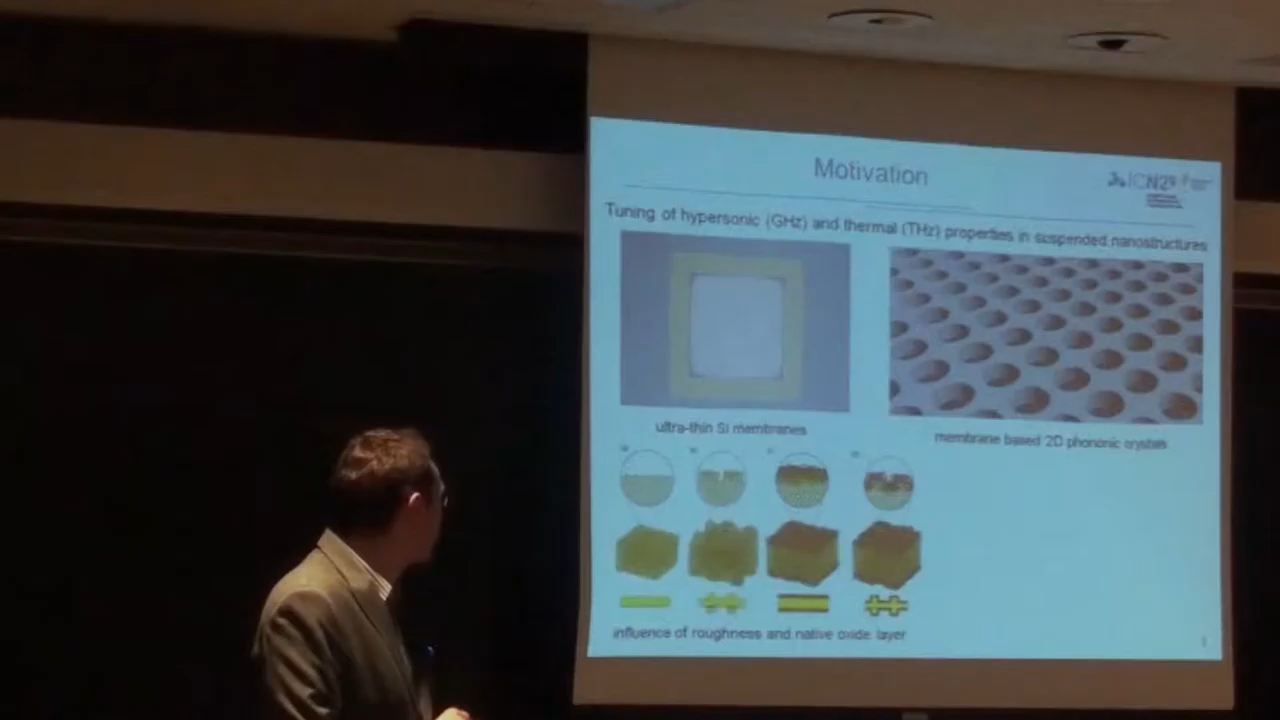 Motivation
ICN2
Tuning of hypersonic (GHz) and thermal (THz) properties in suspended nanostructures
ultra-thin Si membranes
membrane based 2D phononic crystals
influence of roughness and native oxide layer